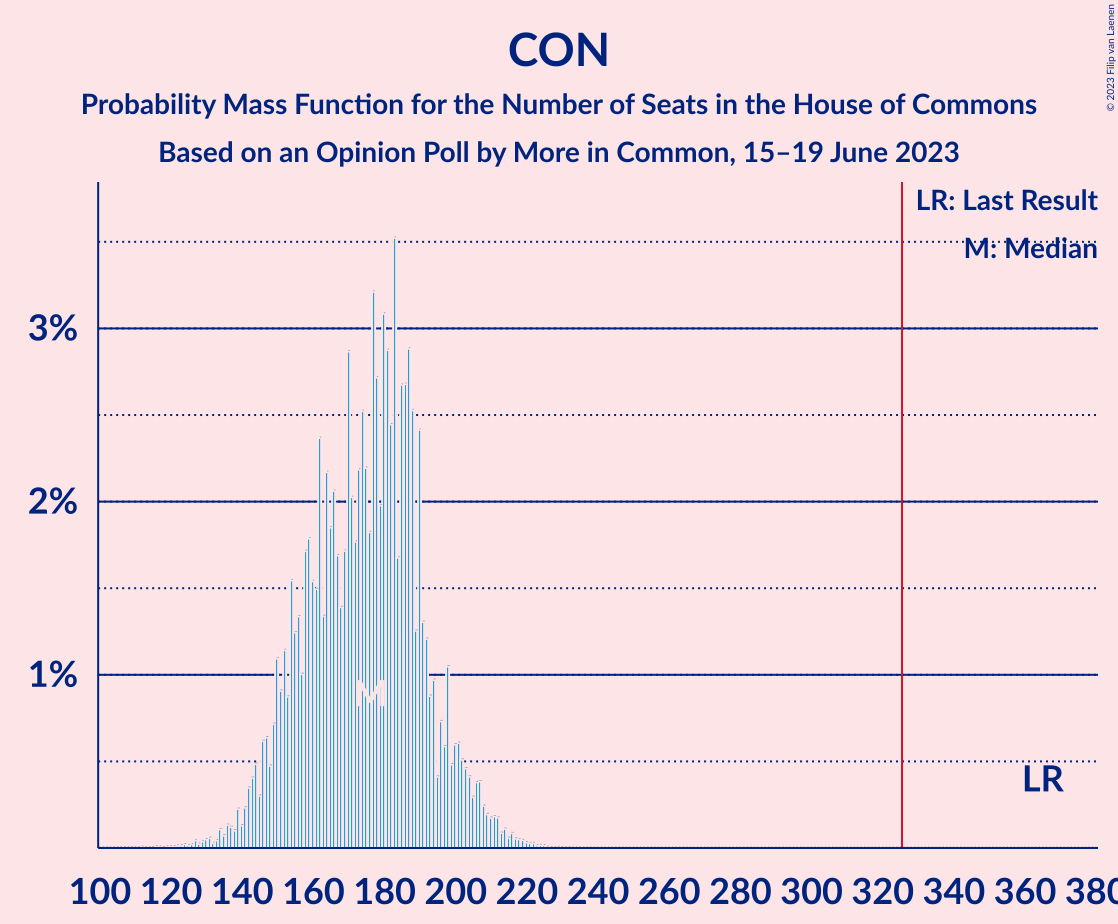 CON
Probability Mass Function for the Number of Seats in the House of Commons
Based on an Opinion Poll by More in Common, 15–19 June 2023
© 2023 Filip van Laenen
LR: Last Result
M: Median
3%
2%
1%
M
LR
100 120 140 160 180 200 220 240 260 280 300 320 340 360 380